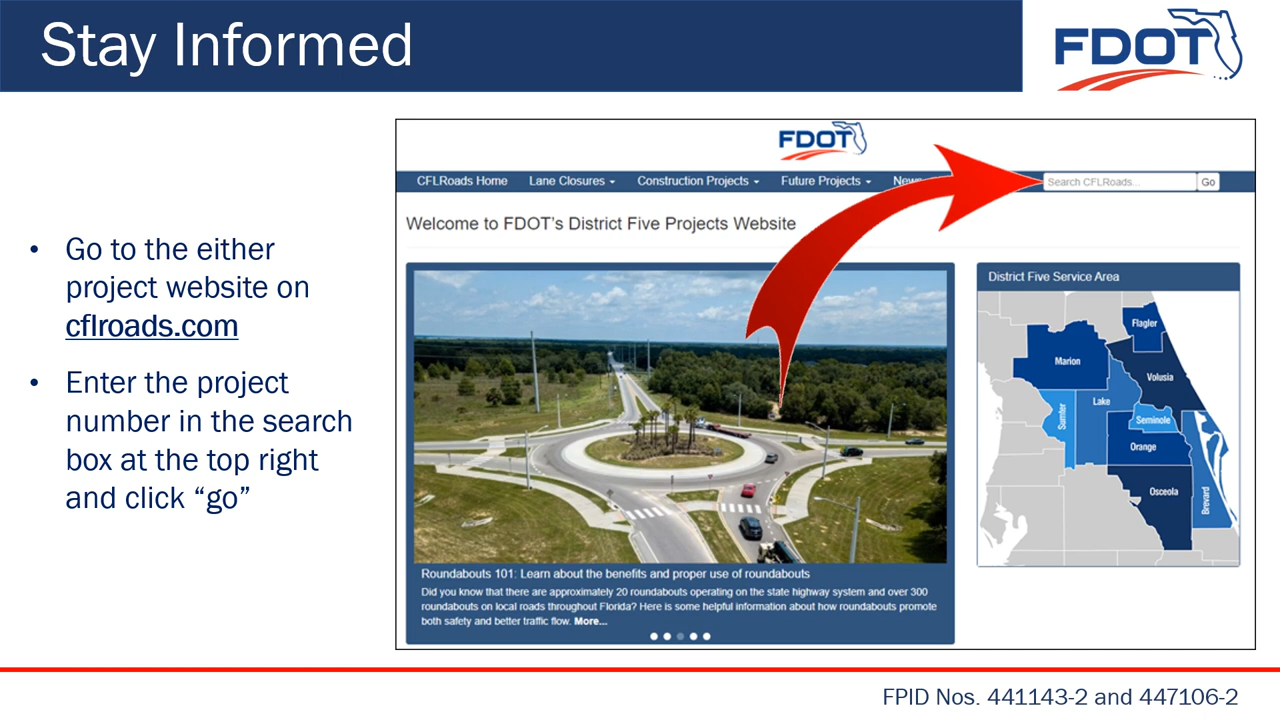 Stay Informed
FDOT
• Go to the either
project website on
cflroads.com
• Enter the project
number in the search
box at the top right
and click “go”
FDOT
CFLRoads Home Lane Closures Construction Projects Future Projects News Search CFLRoads... Go
Welcome to FDOT's District Five Projects Website
District Five Service Area
Flagler
Marion
Volusia
Lake
Sumter
Seminole
Orange
Osceola
Brevard
Roundabouts 101: Learn about the benefits and proper use of roundabouts
Did you know that there are approximately 20 roundabouts operating on the state highway system and over 300
roundabouts on local roads throughout Florida? Here is some helpful information about how roundabouts promote
both safety and better traffic flow. More...
FPID Nos. 441143-2 and 447106-2